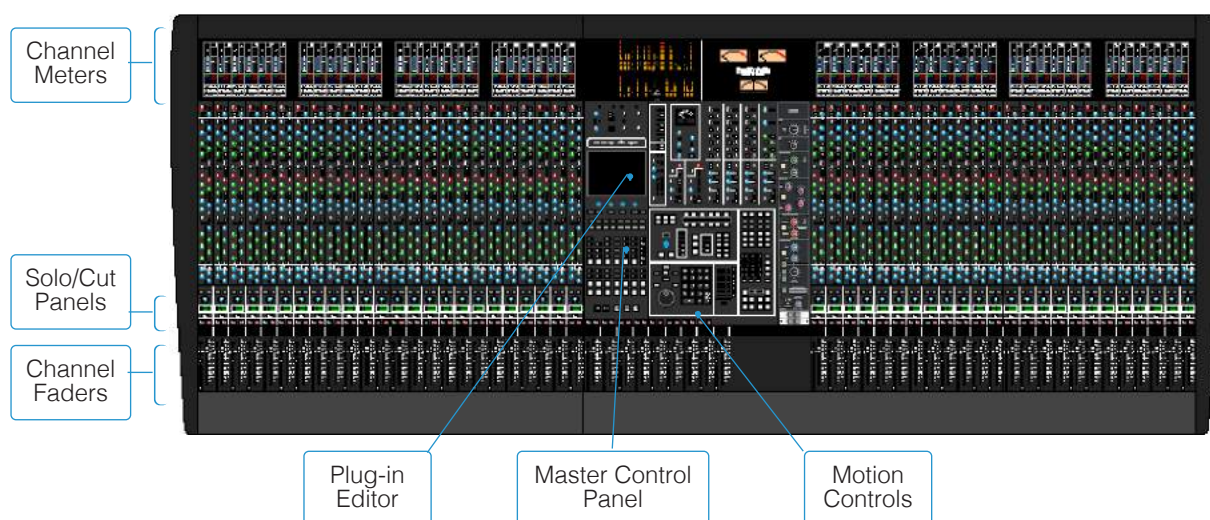 Channel
Meters
Solo/Cut
Panels
Channel
Faders
Plug-in
Editor
Master Control
Panel
Motion
Controls